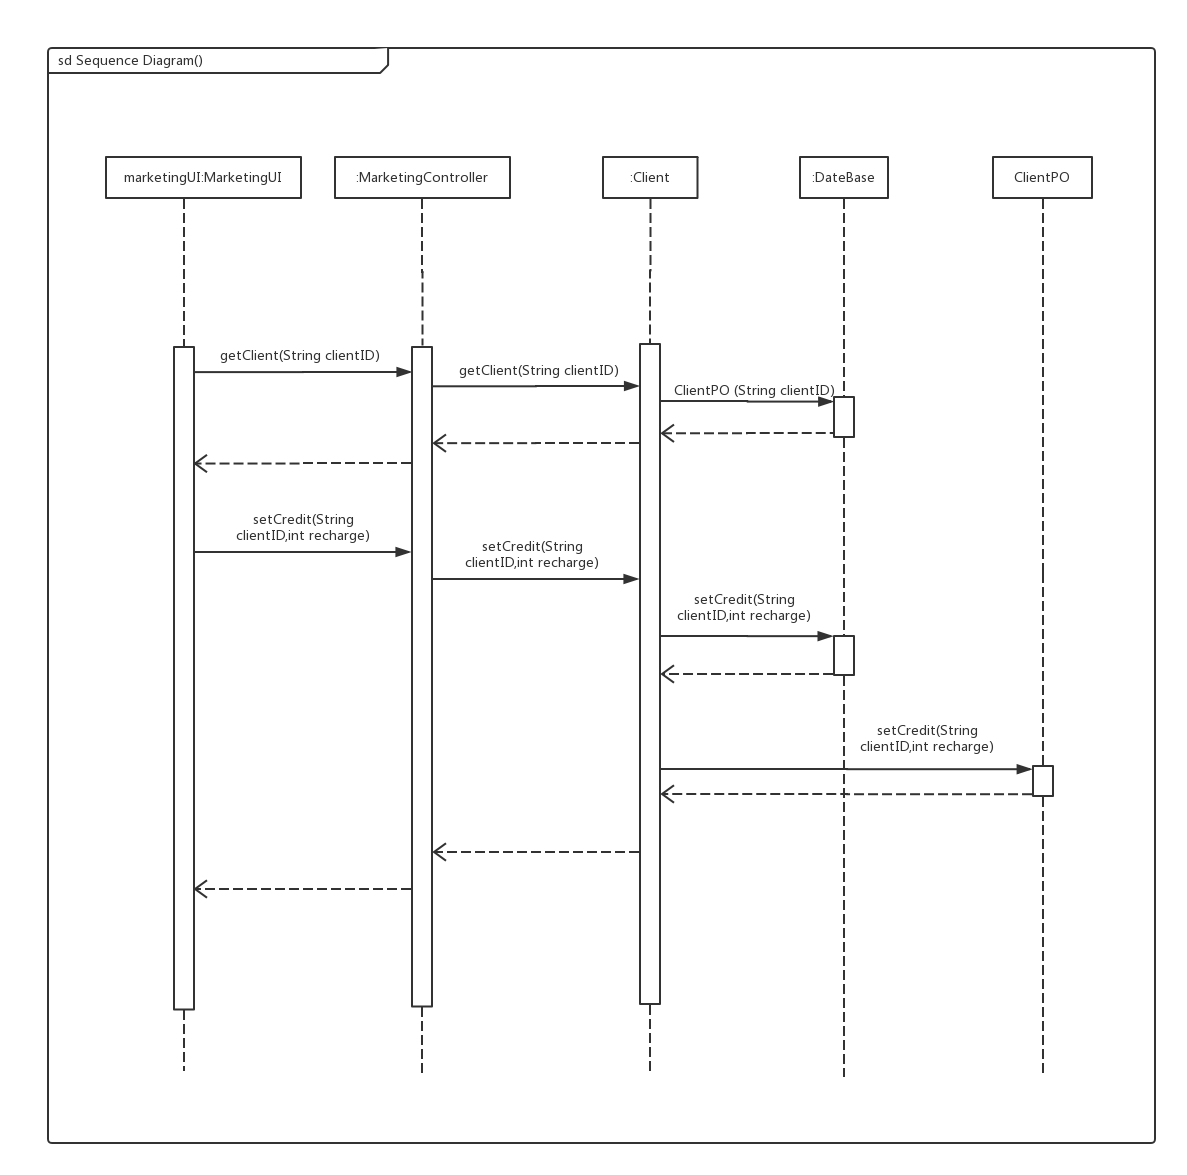 sd Sequence Diagram()
marketingUI:MarketingUI
:MarketingController
:Client
:DateBase
ClientPO
getClient(String clientID)
getClient(String clientID)
ClientPO (String clientID)
setCredit(String
clientID,int recharge)
setCredit(String
clientID,int recharge)
setCredit(String
clientID,int recharge)
setCredit(String
clientID,int recharge)